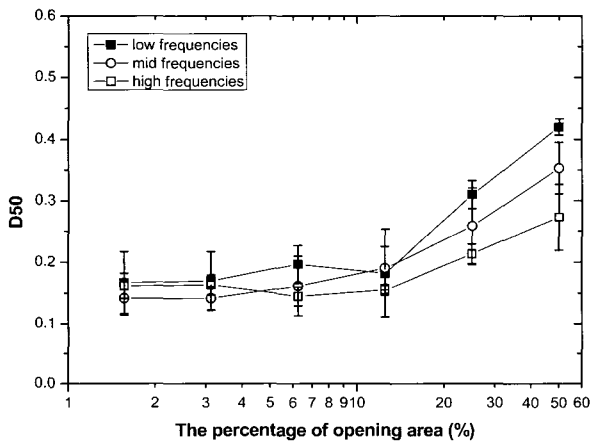 0.6
low frequencies
mid frequencies
high frequencies
0.5
0.4
D50
0.3
0.2
0.1
0.0
1 2 3 4 5 6 7 8 9 10 20 30 40 50 60
The percentage of opening area (%)